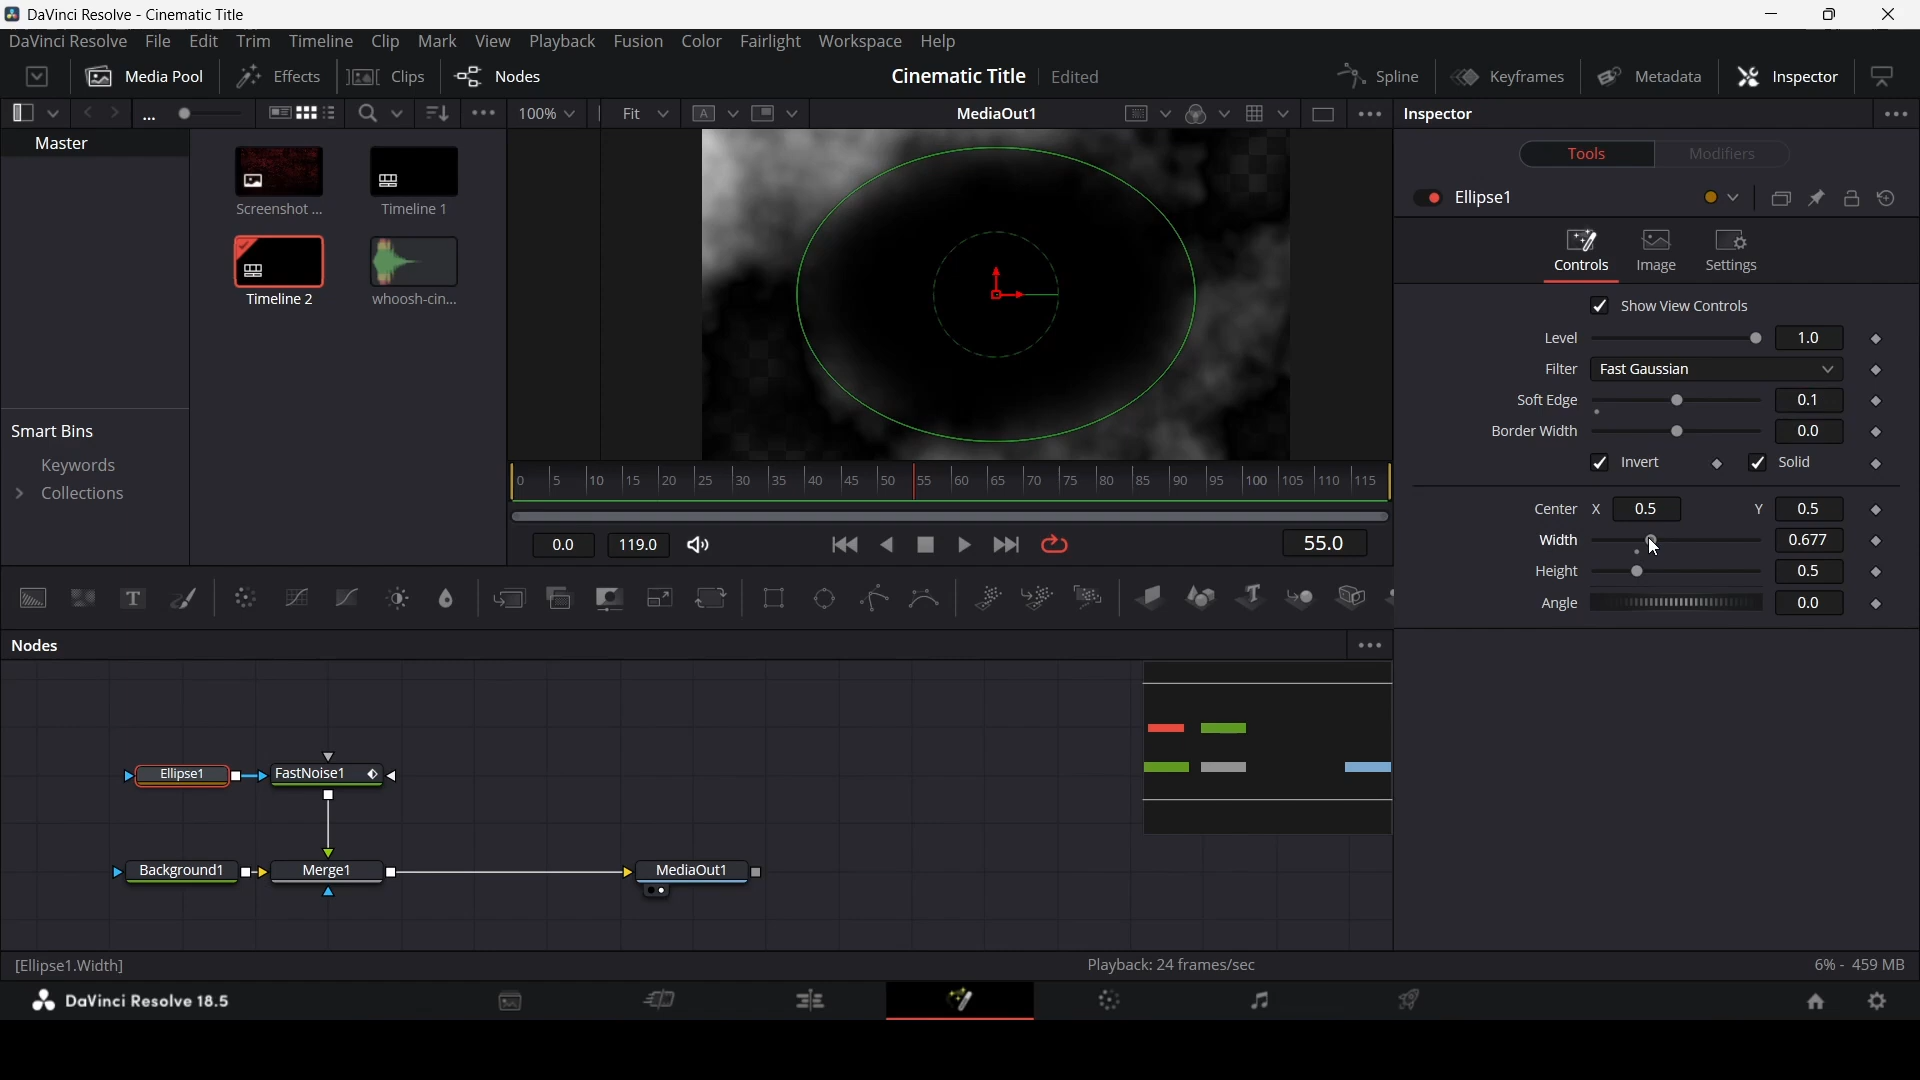 DaVinci Resolve - Cinematic Title
DaVinci Resolve File Edit Trim Timeline Clip Mark View Playback Fusion Color Fairlight Workspace Help
Media Pool Effects Clips Nodes Cinematic Title Edited Spline Keyframes Metadata Inspector
... 100% Fit MediaOut1 Inspector
Master
Screenshot ...
Timeline 1
Timeline 2
whoosh-cin...
Smart Bins
Keywords
Collections
0 5 10 15 20 25 30 35 40 45 50 55 60 65 70 75 80 85 90 95 100 105 110 115
0.0 119.0 55.0
Tools Modifiers
Ellipse1
Controls Image Settings
Show View Controls
Level 1.0
Filter Fast Gaussian
Soft Edge 0.1
Border Width 0.0
Invert Solid
Center X 0.5 Y 0.5
Width 0.677
Height 0.5
Angle 0.0
T T
Nodes
Ellipse1 FastNoise1
Background1 Merge1 MediaOut1
[Ellipse1.Width] Playback: 24 frames/sec 6% - 459 MB
DaVinci Resolve 18.5